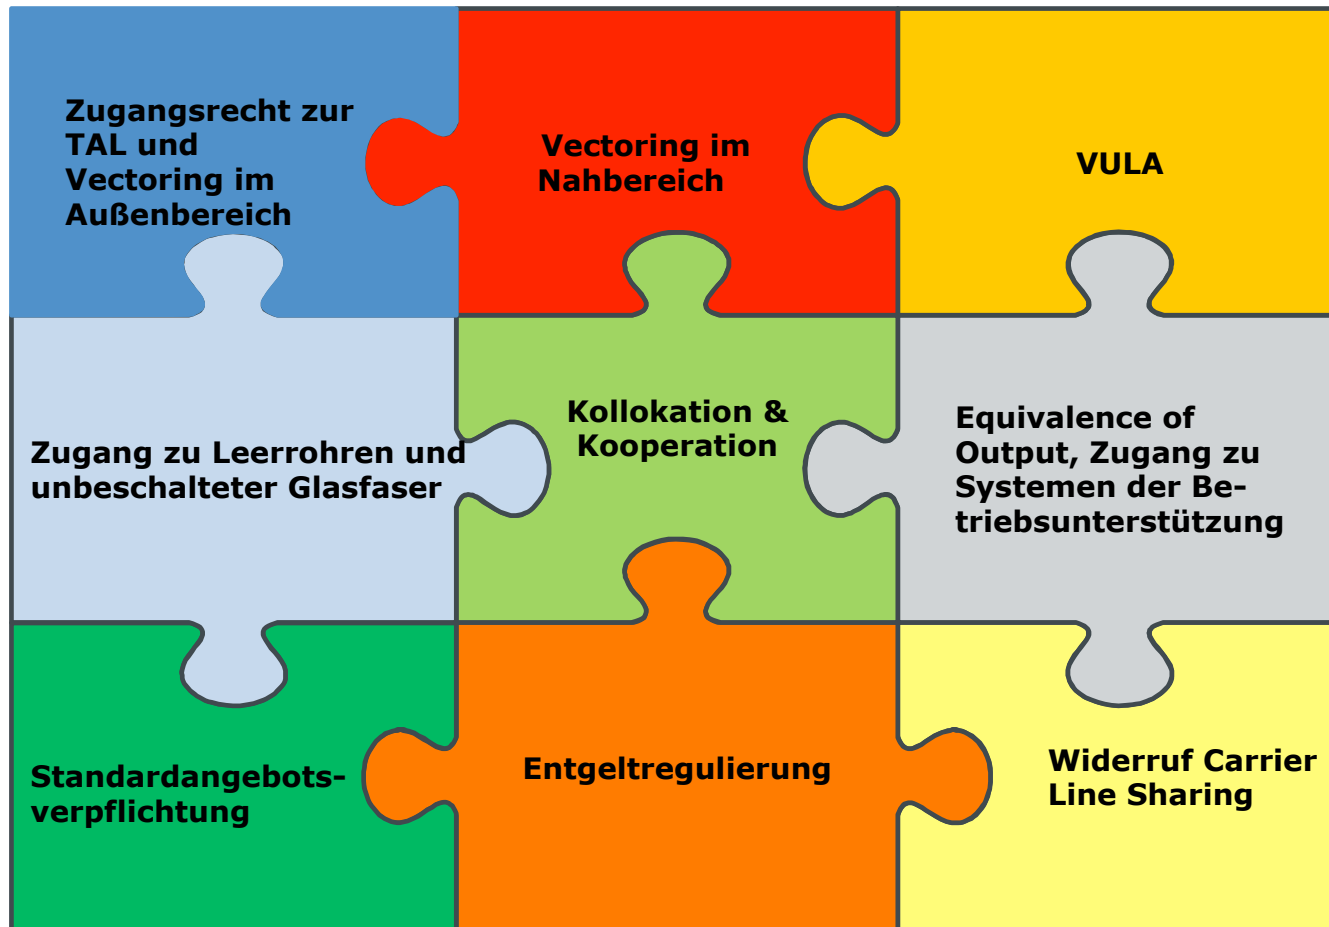 Zugangsrecht zur
TAL und
Vectoring im
Außenbereich
Vectoring im
Nahbereich
VULA
Zugang zu Leerrohren und
unbeschalteter Glasfaser
Kollokation &
Kooperation
Equivalence of
Output, Zugang zu
Systemen der Be-
triebsunterstützung
Standardangebots-
verpflichtung
Entgeltregulierung
Widerruf Carrier
Line Sharing